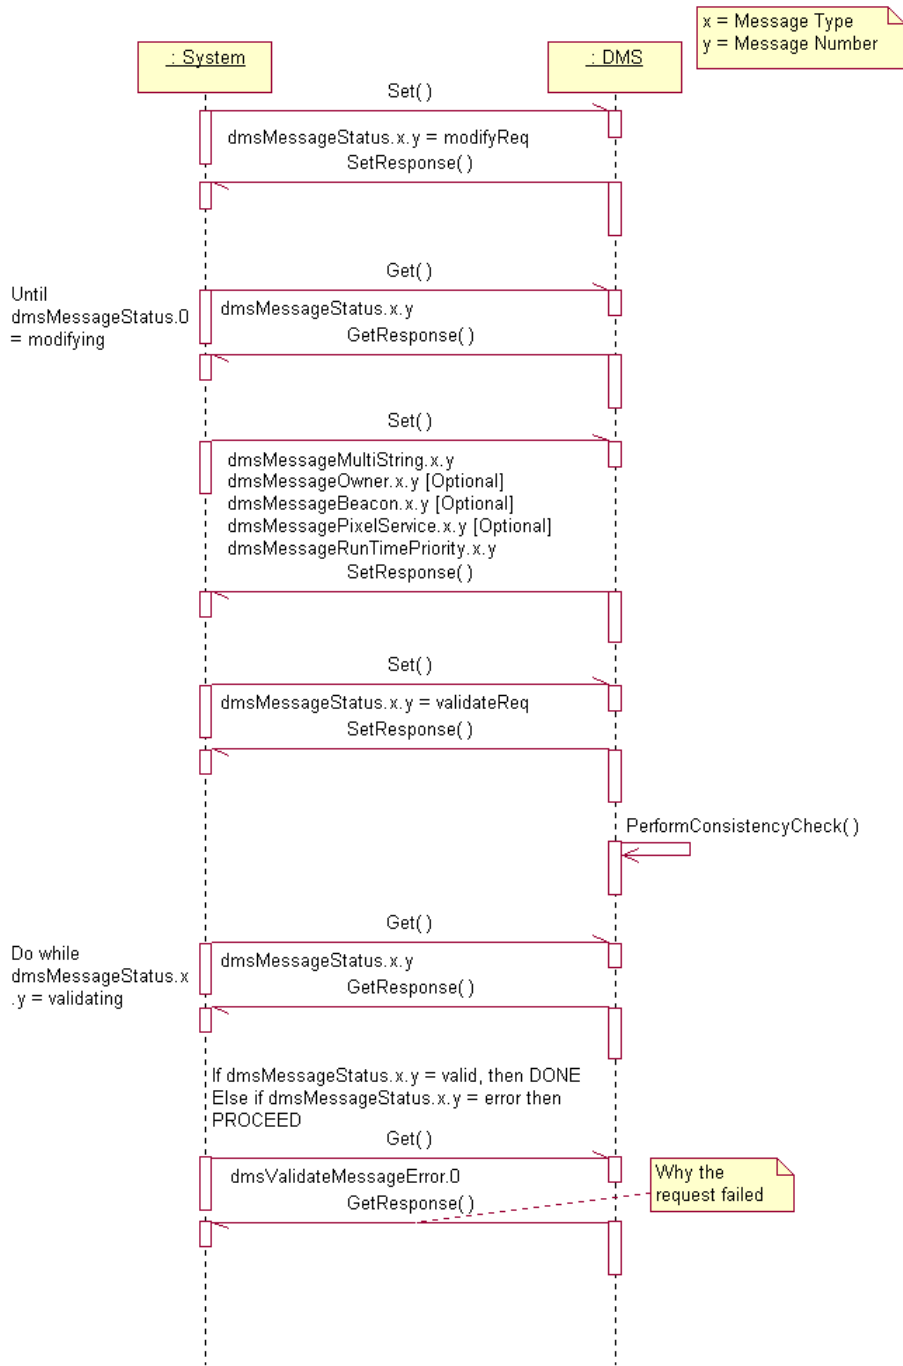 x = Message Type
y = Message Number
: System
: DMS
Set( )
dmsMessageStatus.x.y = modifyReq
SetResponse( )
Get( )
Until
dmsMessageStatus.0
= modifying
dmsMessageStatus.x.y
GetResponse( )
Set( )
dmsMessageMultiString.x.y
dmsMessageOwner.x.y [Optional]
dmsMessageBeacon.x.y [Optional]
dmsMessagePixelService.x.y [Optional]
dmsMessageRunTimePriority.x.y
SetResponse( )
Set( )
dmsMessageStatus.x.y = validateReq
SetResponse( )
PerformConsistencyCheck( )
Get( )
Do while
dmsMessageStatus.x
.y = validating
dmsMessageStatus.x.y
GetResponse( )
If dmsMessageStatus.x.y = valid, then DONE
Else if dmsMessageStatus.x.y = error then
PROCEED
Get( )
dmsValidateMessageError.0
GetResponse( )
Why the
request failed